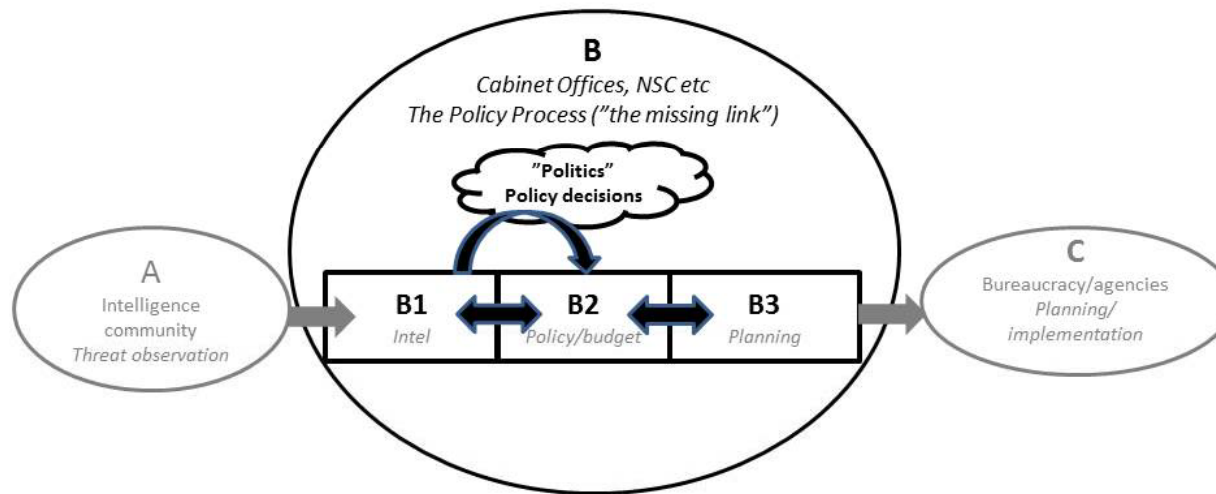 B
Cabinet Offices, NSC etc
The Policy Process (”the missing link”)
”Politics”
Policy decisions
A
Intelligence
community
Threat observation
B1
Intel
B2
Policy/budget
B3
Planning
C
Bureaucracy/agencies
Planning/
implementation